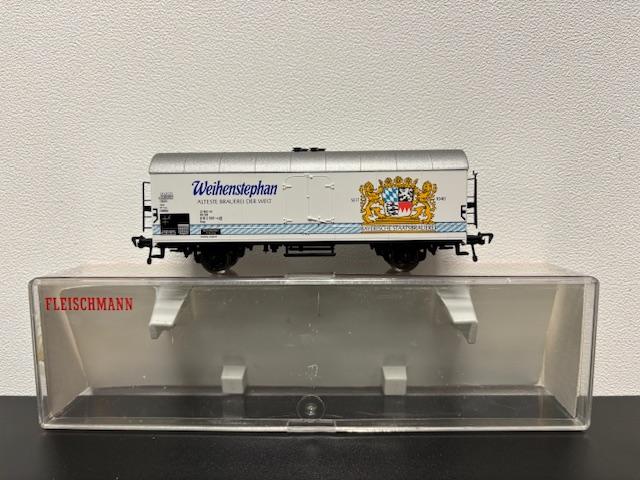 Weihenstephan
ÄLTESTE BRAUEREI DER WELT
SEIT 1040
BAYERISCHE STAATSBRAUEREI
FLEISCHMANN